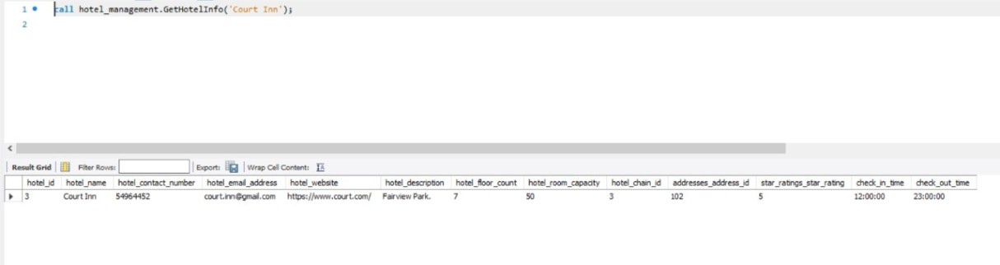 1 call hotel_management.GetHotelInfo('Court Inn');
2
Result Grid Filter Rows: Export: Wrap Cell Content: IA
hotel_id hotel_name hotel_contact_number hotel_email_address hotel_website hotel_description hotel_floor_count hotel_room_capacity hotel_chain_id addresses_address_id star_ratings_star_rating check_in_time check_out_time
3 Court Inn 54964452 court.inn@gmail.com https://www.court.com/ Fairview Park. 7 50 3 102 5 12:00:00 23:00:00